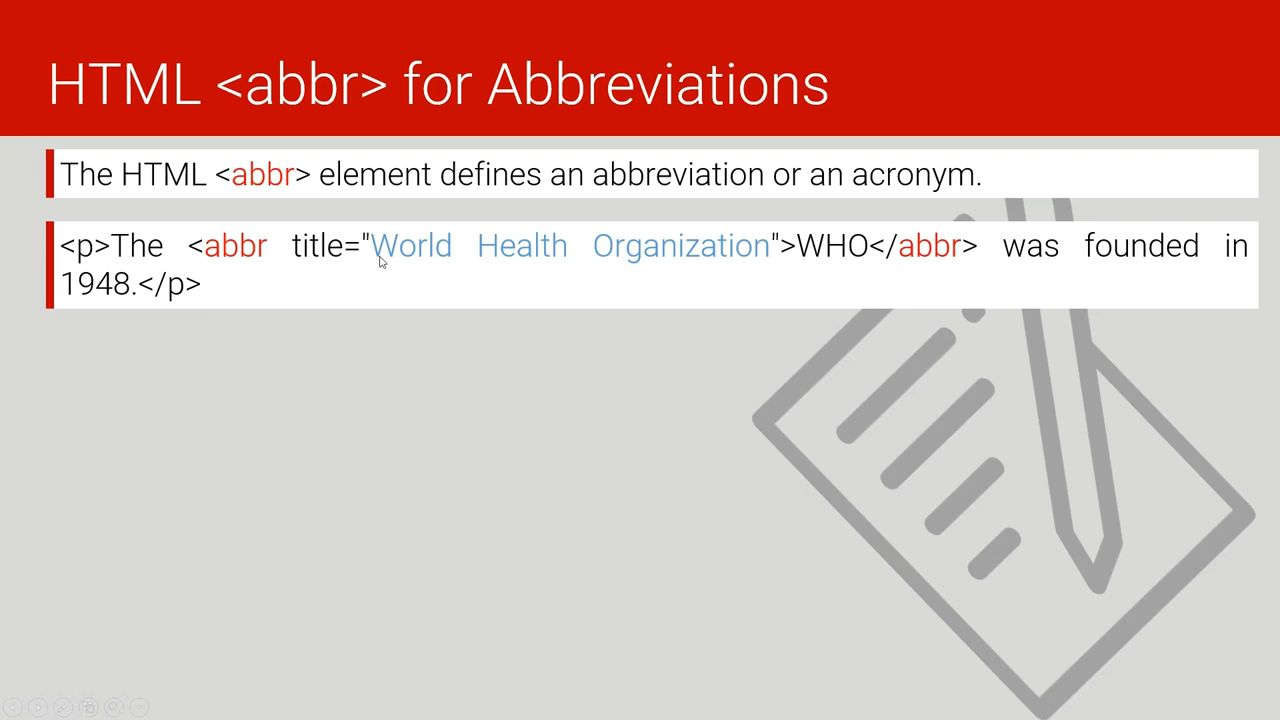 HTML <abbr> for Abbreviations
The HTML <abbr> element defines an abbreviation or an acronym.
<p>The <abbr title="World Health Organization">WHO</abbr> was founded in
1948.</p>